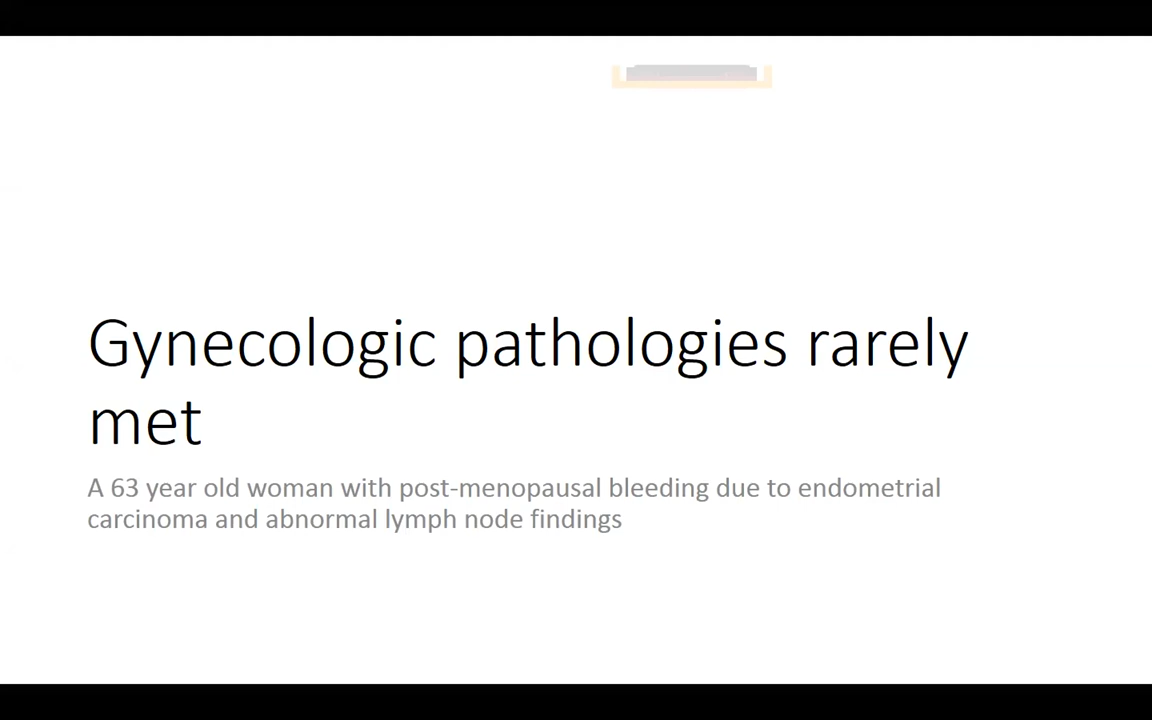 Gynecologic pathologies rarely
met
A 63 year old woman with post-menopausal bleeding due to endometrial
carcinoma and abnormal lymph node findings